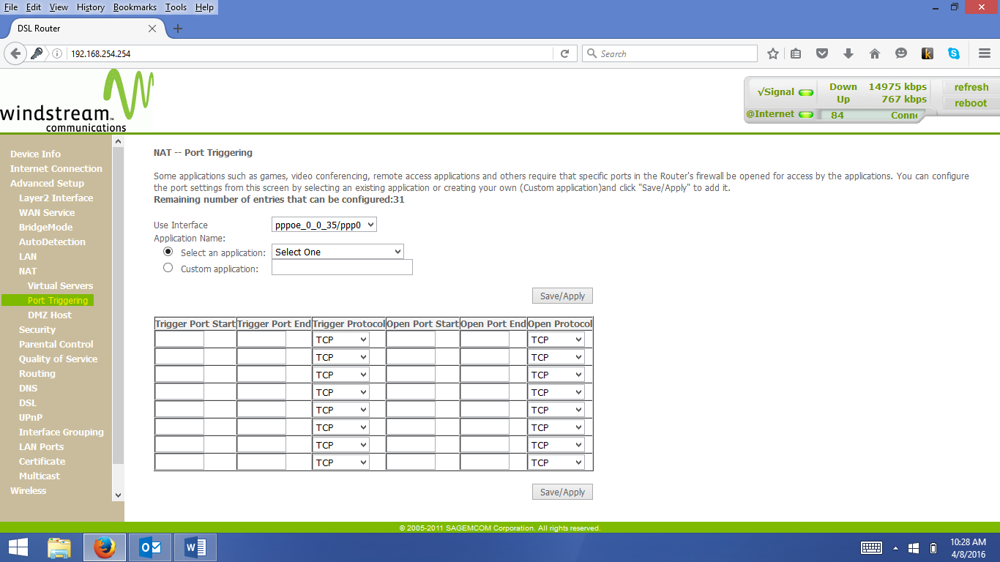 File Edit View History Bookmarks Tools Help
DSL Router
192.168.254.254
Search
windstream™
communications
√Signal
Down 14975 kbps
Up 767 kbps
@Internet
84 Conne
refresh
reboot
Device Info
Internet Connection
Advanced Setup
Layer2 Interface
WAN Service
BridgeMode
AutoDetection
LAN
NAT
Virtual Servers
Port Triggering
DMZ Host
Security
Parental Control
Quality of Service
Routing
DNS
DSL
UPnP
Interface Grouping
LAN Ports
Certificate
Multicast
Wireless
NAT -- Port Triggering
Some applications such as games, video conferencing, remote access applications and others require that specific ports in the Router's firewall be opened for access by the applications. You can configure
the port settings from this screen by selecting an existing application or creating your own (Custom application)and click "Save/Apply" to add it.
Remaining number of entries that can be configured:31
Use Interface pppoe_0_0_35/ppp0
Application Name:
Select an application: Select One
Custom application:
Save/Apply
Trigger Port Start Trigger Port End Trigger Protocol Open Port Start Open Port End Open Protocol
TCP TCP
TCP TCP
TCP TCP
TCP TCP
TCP TCP
TCP TCP
TCP TCP
TCP TCP
Save/Apply
© 2005-2011 SAGEMCOM Corporation. All rights reserved.
10:28 AM
4/8/2016